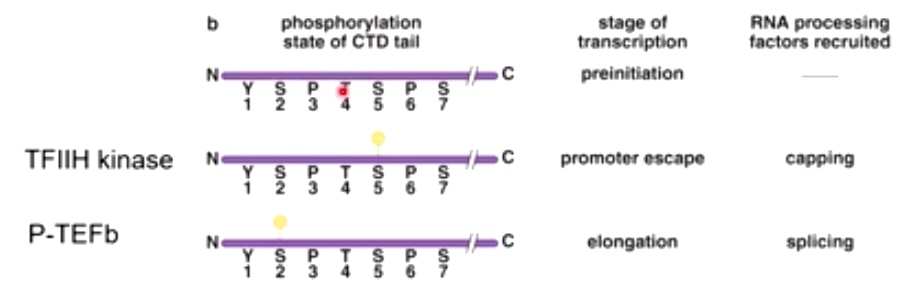 b phosphorylation state of CTD tail stage of transcription RNA processing factors recruited
N C preinitiation
Y S P T S P S
1 2 3 4 5 6 7
TFIIH kinase N C promoter escape capping
Y S P T S P S
1 2 3 4 5 6 7
P-TEFb N C elongation splicing
Y S P T S P S
1 2 3 4 5 6 7